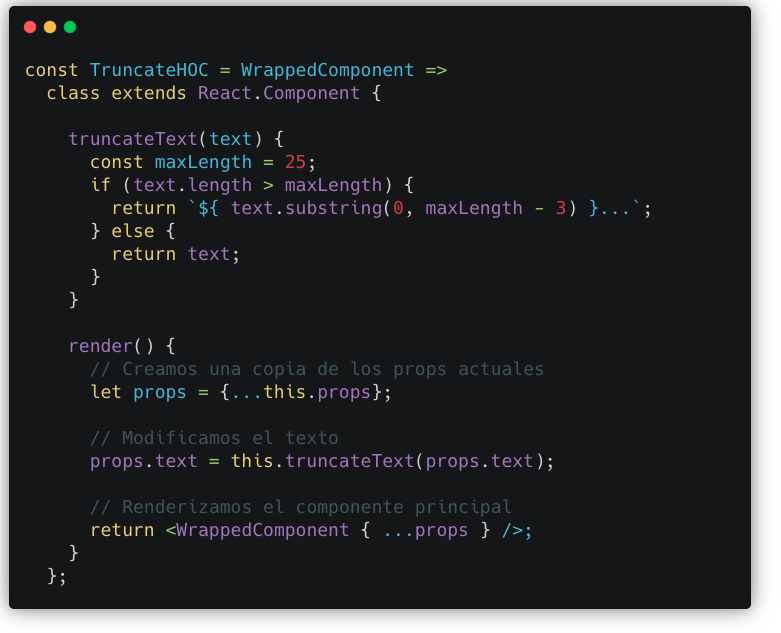 const TruncateHOC = WrappedComponent =>
  class extends React.Component {

    truncateText(text) {
      const maxLength = 25;
      if (text.length > maxLength) {
        return `${ text.substring(0, maxLength - 3) }...`;
      } else {
        return text;
      }
    }

    render() {
      // Creamos una copia de los props actuales
      let props = {...this.props};

      // Modificamos el texto
      props.text = this.truncateText(props.text);

      // Renderizamos el componente principal
      return <WrappedComponent { ...props } />;
    }
  };